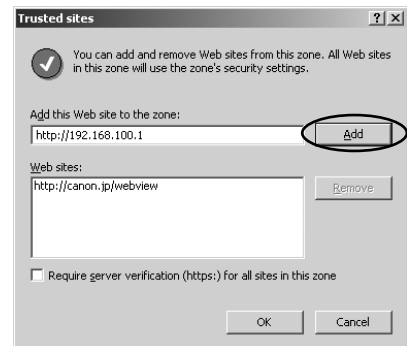 Trusted sites
You can add and remove Web sites from this zone. All Web sites
in this zone will use the zone's security settings.
Add this Web site to the zone:
http://192.168.100.1
Add
Web sites:
http://canon.jp/webview
Remove
Require server verification (https:) for all sites in this zone
OK
Cancel